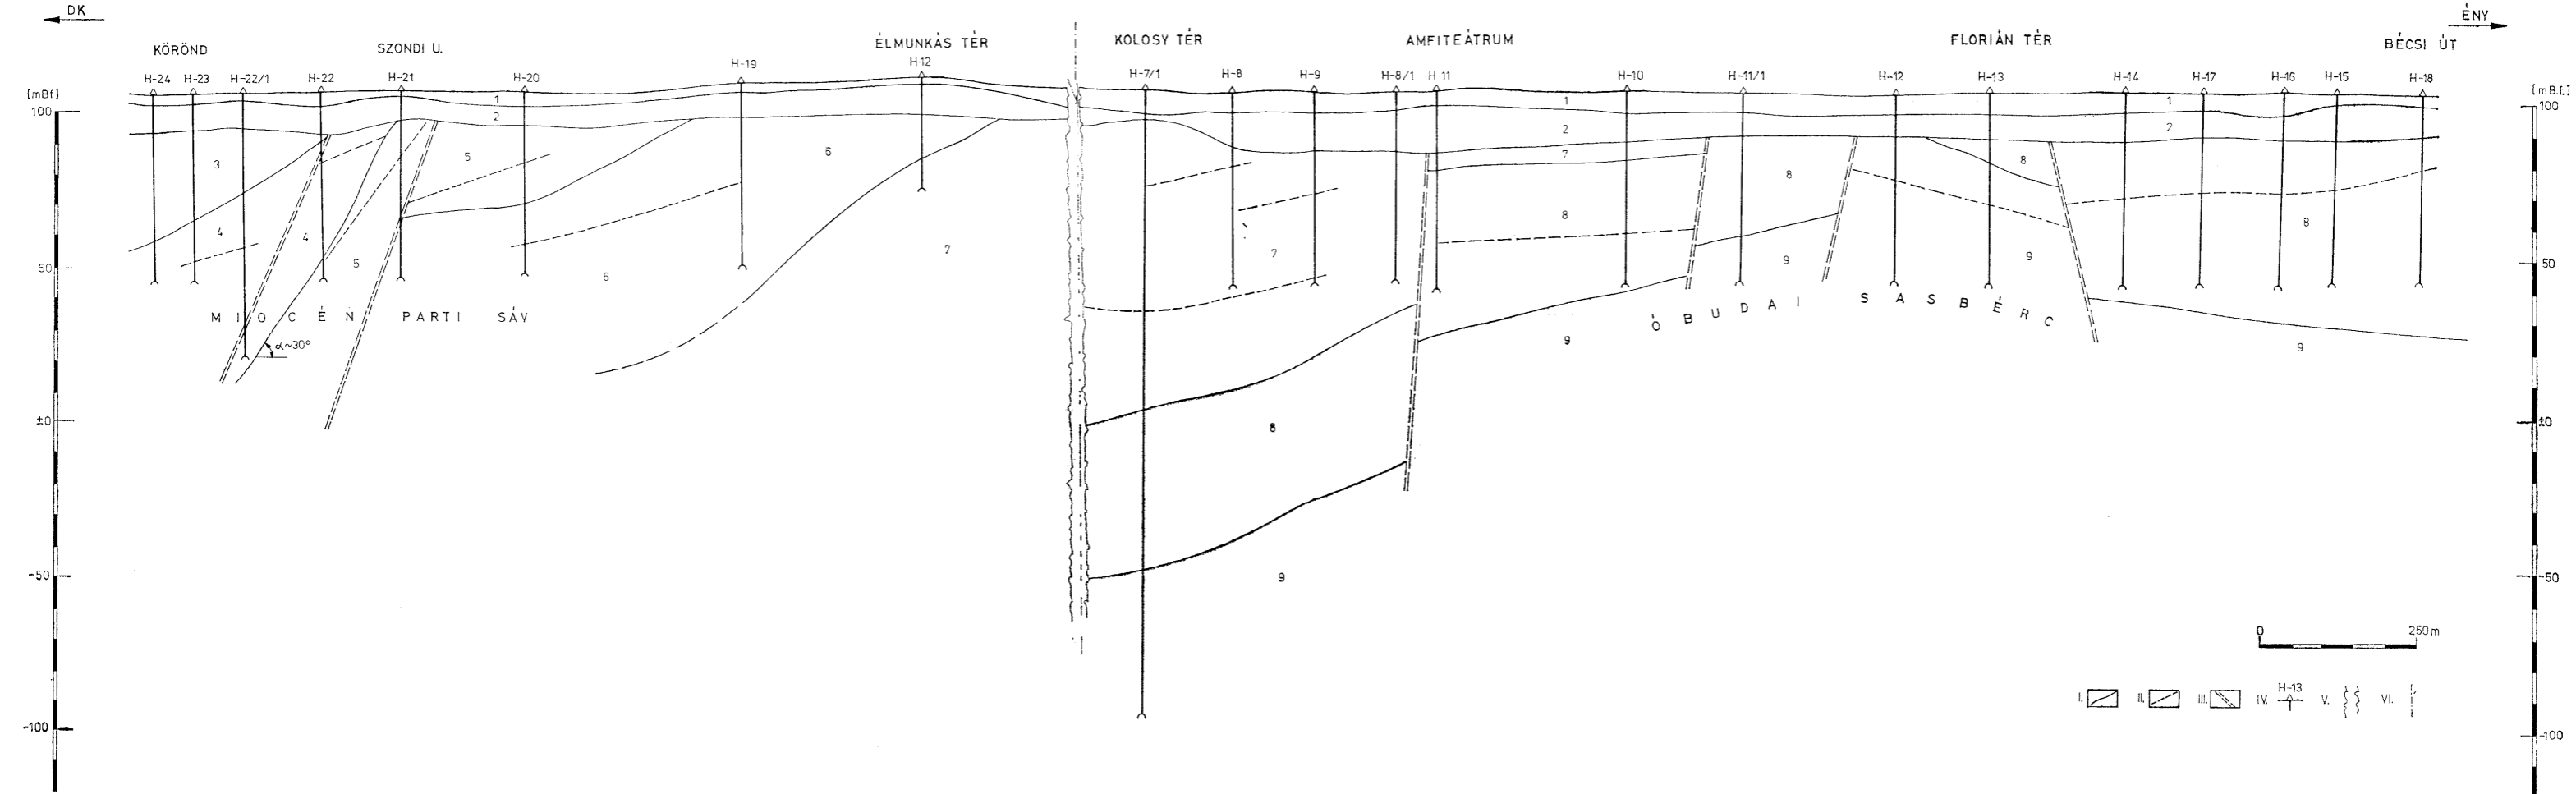 DK
ÉNY
KÖRÖND
SZONDI U.
ÉLMUNKÁS TÉR
KOLOSY TÉR
AMFITEÁTRUM
FLORIÁN TÉR
BÉCSI ÚT
H-24 H-23 H-22/1 H-22 H-21 H-20 H-19 H-12 H-7/1 H-8 H-9 H-8/1 H-11 H-10 H-11/1 H-12 H-13 H-14 H-17 H-16 H-15 H-18
[mBf]
[mB.f.]
100
1
1
1
100
2
2
2
3
5
6
7
8
8
4
4
5
6
7
7
8
9
9
8
50
50
MIOCÉN PARTI SÁV
ÓBUDAI SASBÉRC
α~30°
9
9
±0
8
±0
-50
9
-50
0 250m
I. II. III. IV. H-13 V. VI.
-100
-100